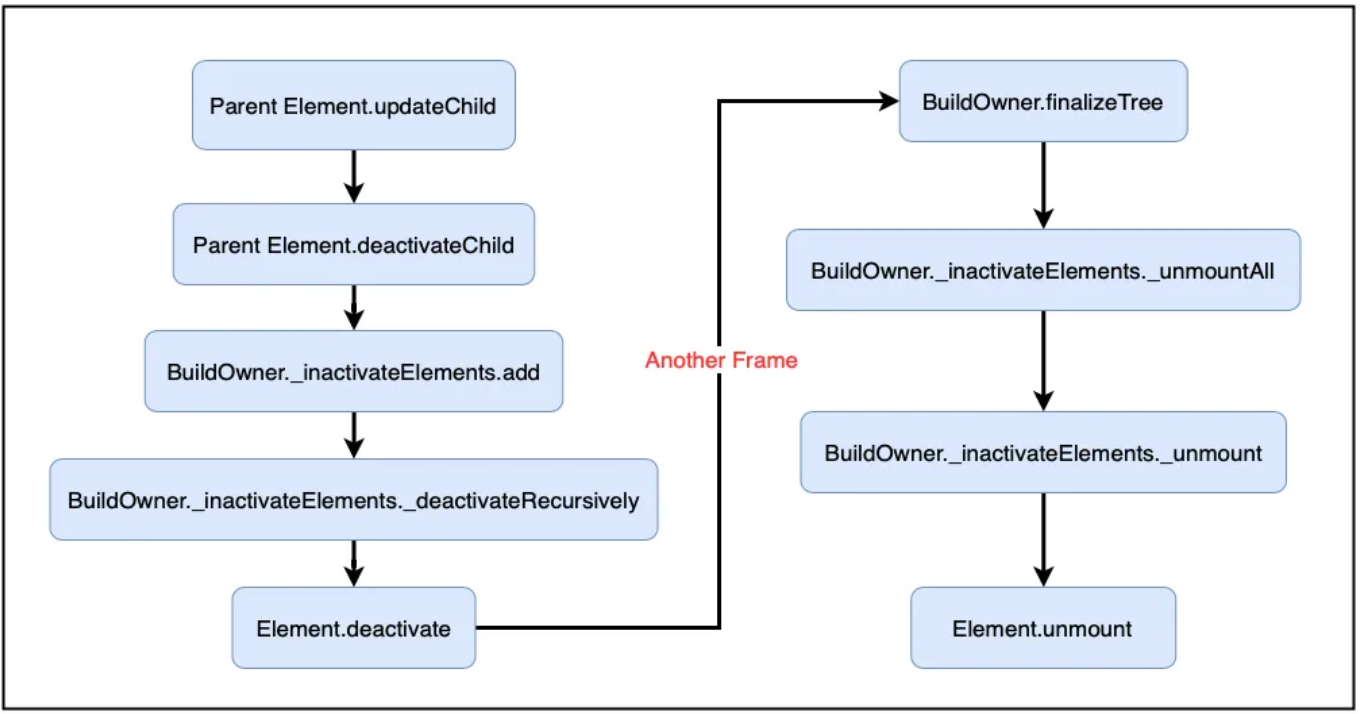 Parent Element.updateChild
Parent Element.deactivateChild
BuildOwner._inactivateElements.add
BuildOwner._inactivateElements._deactivateRecursively
Element.deactivate
Another Frame
BuildOwner.finalizeTree
BuildOwner._inactivateElements._unmountAll
BuildOwner._inactivateElements._unmount
Element.unmount